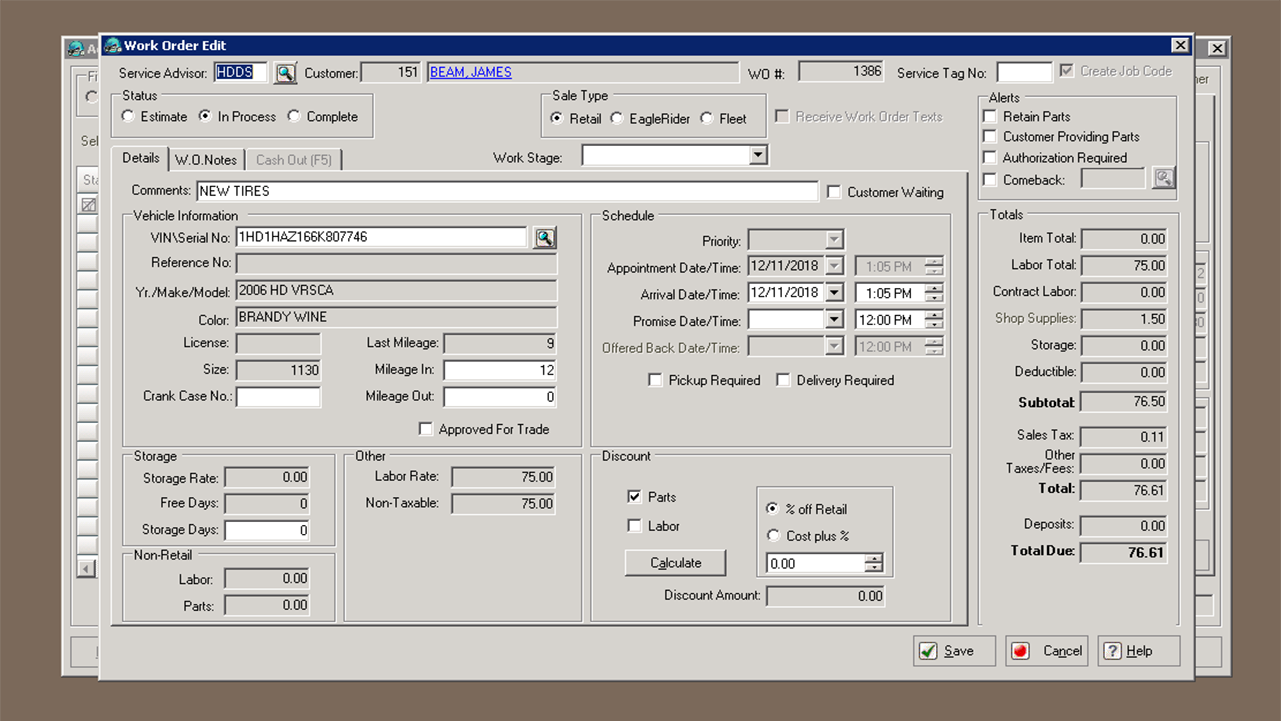 Work Order Edit
Service Advisor: HDDS Customer: 151 BEAM, JAMES WO #: 1386 Service Tag No: Create Job Code
Status
Estimate In Process Complete
Sale Type
Retail EagleRider Fleet
Receive Work Order Texts
Alerts
Retain Parts
Customer Providing Parts
Authorization Required
Comeback:
Details W.O.Notes Cash Out (F5)
Work Stage:
Comments: NEW TIRES Customer Waiting
Vehicle Information
VIN\Serial No: 1HD1HAZ166K807746
Reference No:
Yr./Make/Model: 2006 HD VRSCA
Color: BRANDY WINE
License: Last Mileage: 9
Size: 1130 Mileage In: 12
Crank Case No.: Mileage Out: 0
Approved For Trade
Schedule
Priority:
Appointment Date/Time: 12/11/2018 1:05 PM
Arrival Date/Time: 12/11/2018 1:05 PM
Promise Date/Time: 12:00 PM
Offered Back Date/Time: 12:00 PM
Pickup Required Delivery Required
Totals
Item Total: 0.00
Labor Total: 75.00
Contract Labor: 0.00
Shop Supplies: 1.50
Storage: 0.00
Deductible: 0.00
Subtotal: 76.50
Sales Tax: 0.11
Other
Taxes/Fees: 0.00
Total: 76.61
Deposits: 0.00
Total Due: 76.61
Storage
Storage Rate: 0.00
Free Days: 0
Storage Days: 0
Non-Retail
Labor: 0.00
Parts: 0.00
Other
Labor Rate: 75.00
Non-Taxable: 75.00
Discount
Parts
Labor
Calculate
% off Retail
Cost plus %
0.00
Discount Amount: 0.00
Save Cancel Help